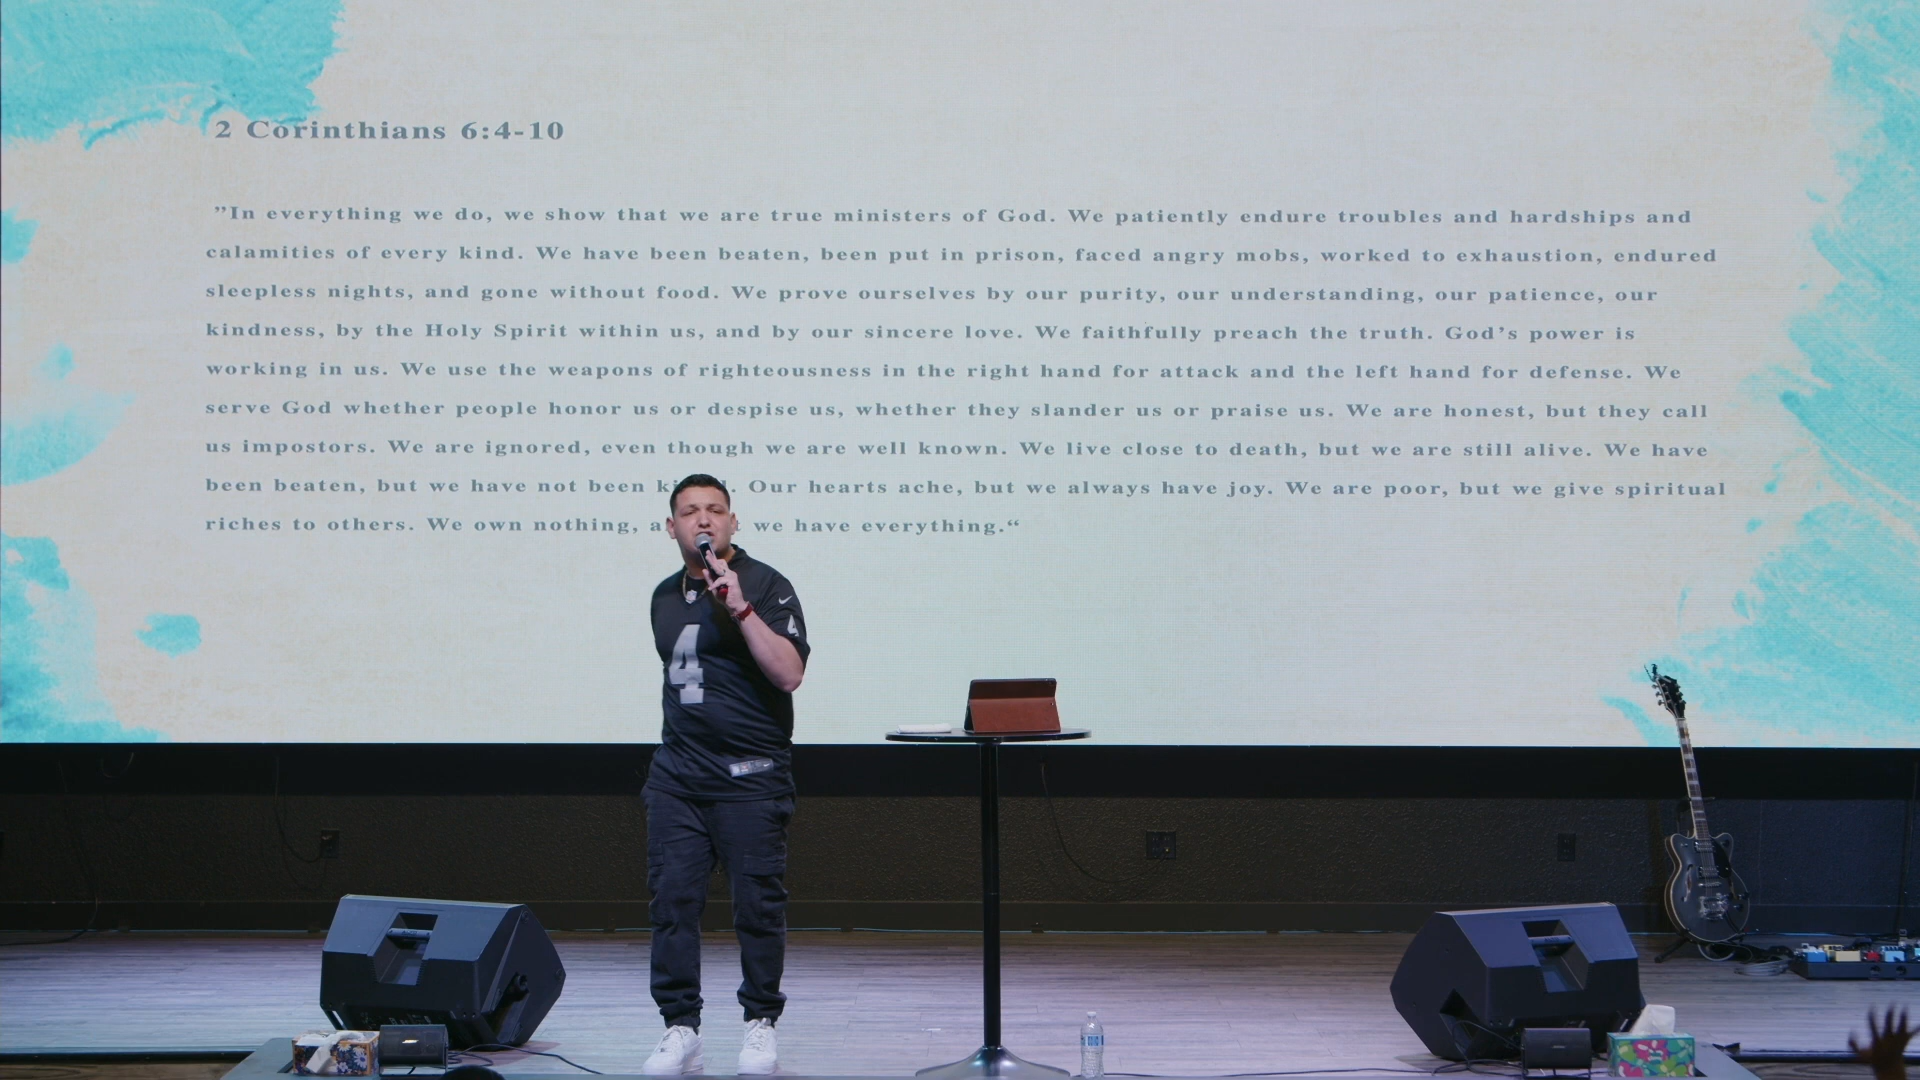 2 Corinthians 6:4-10
”In everything we do, we show that we are true ministers of God. We patiently endure troubles and hardships and
calamities of every kind. We have been beaten, been put in prison, faced angry mobs, worked to exhaustion, endured
sleepless nights, and gone without food. We prove ourselves by our purity, our understanding, our patience, our
kindness, by the Holy Spirit within us, and by our sincere love. We faithfully preach the truth. God’s power is
working in us. We use the weapons of righteousness in the right hand for attack and the left hand for defense. We
serve God whether people honor us or despise us, whether they slander us or praise us. We are honest, but they call
us impostors. We are ignored, even though we are well known. We live close to death, but we are still alive. We have
been beaten, but we have not been . Our hearts ache, but we always have joy. We are poor, but we give spiritual
riches to others. We own nothing, we have everything.“
4
4